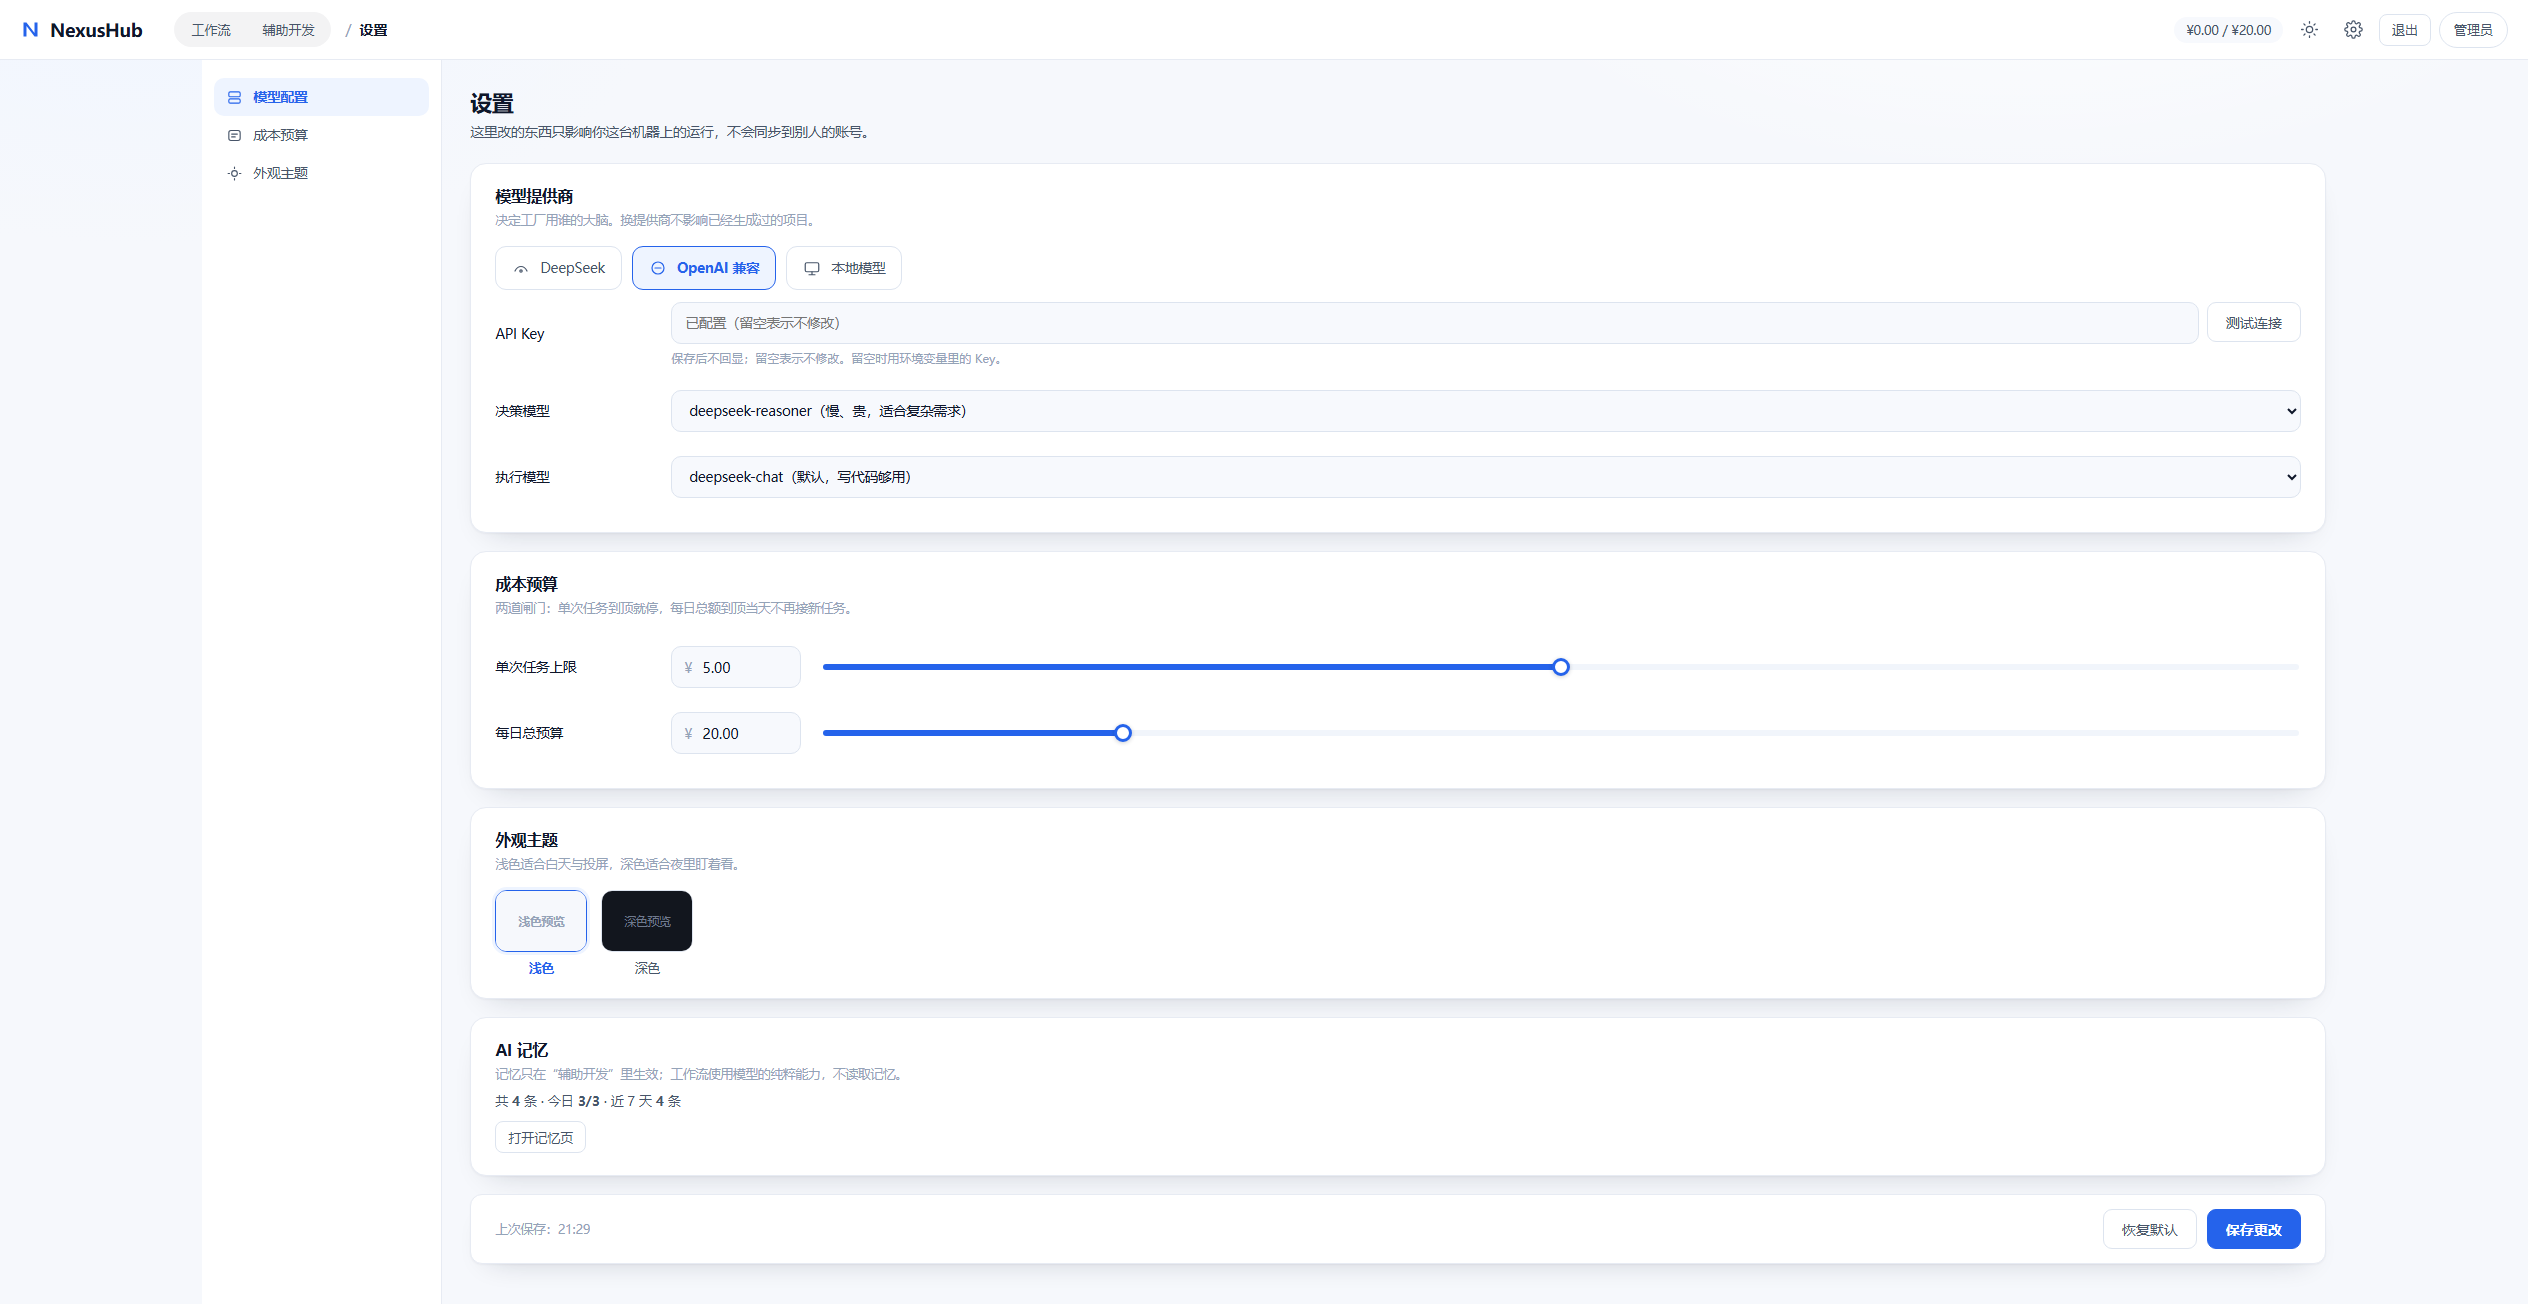 NexusHub 工作流 辅助开发 / 设置 ¥0.00 / ¥20.00 退出 管理员
模型配置
成本预算
外观主题
设置
这里改的东西只影响你这台机器上的运行，不会同步到别人的账号。
模型提供商
决定工厂用谁的大脑。换提供商不影响已经生成过的项目。
DeepSeek OpenAI 兼容 本地模型
API Key 已配置（留空表示不修改） 测试连接
保存后不回显；留空表示不修改。留空时用环境变量里的 Key。
决策模型 deepseek-reasoner（慢、贵，适合复杂需求）
执行模型 deepseek-chat（默认，写代码够用）
成本预算
两道闸门：单次任务到顶就停，每日总额到顶当天不再接新任务。
单次任务上限 ¥ 5.00
每日总预算 ¥ 20.00
外观主题
浅色适合白天与投屏，深色适合夜里盯着看。
浅色预览 深色预览
浅色 深色
AI 记忆
记忆只在“辅助开发”里生效；工作流使用模型的纯粹能力，不读取记忆。
共 4 条 · 今日 3/3 · 近 7 天 4 条
打开记忆页
上次保存：21:29 恢复默认 保存更改